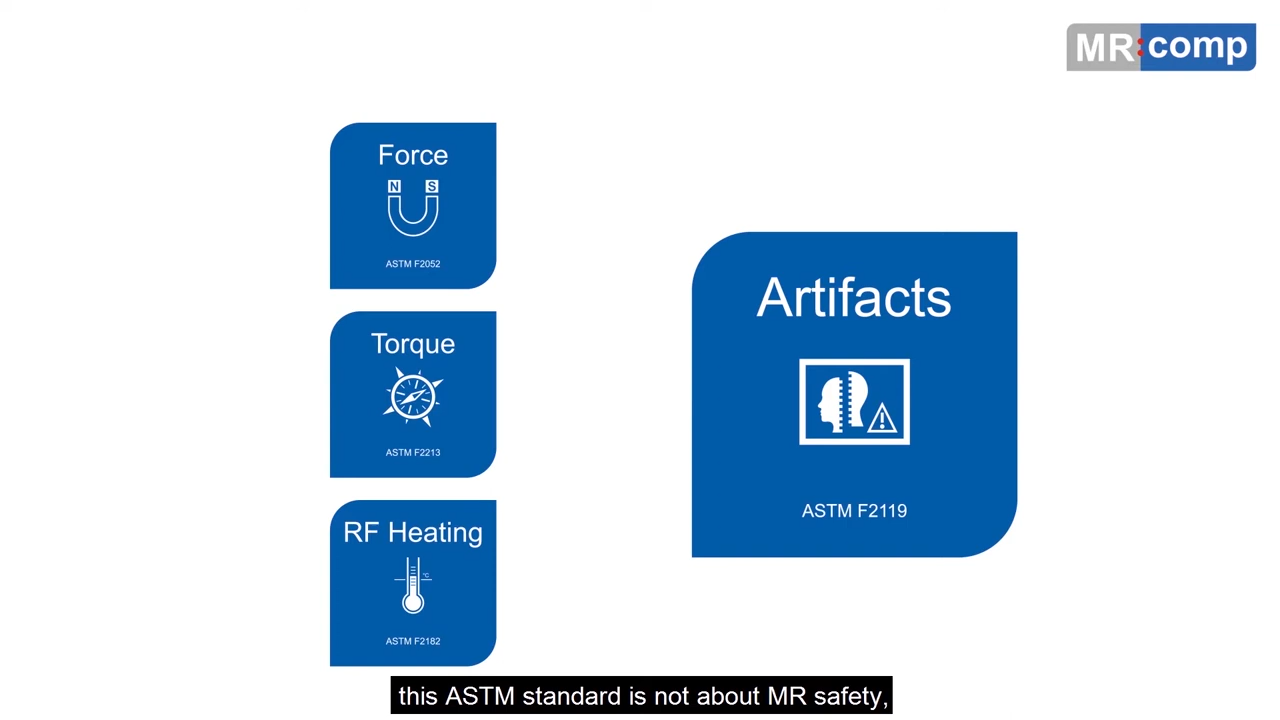 MR:comp
Force
N S
ASTM F2052
Torque
ASTM F2213
RF Heating
°C
ASTM F2182
Artifacts
ASTM F2119
this ASTM standard is not about MR safety,